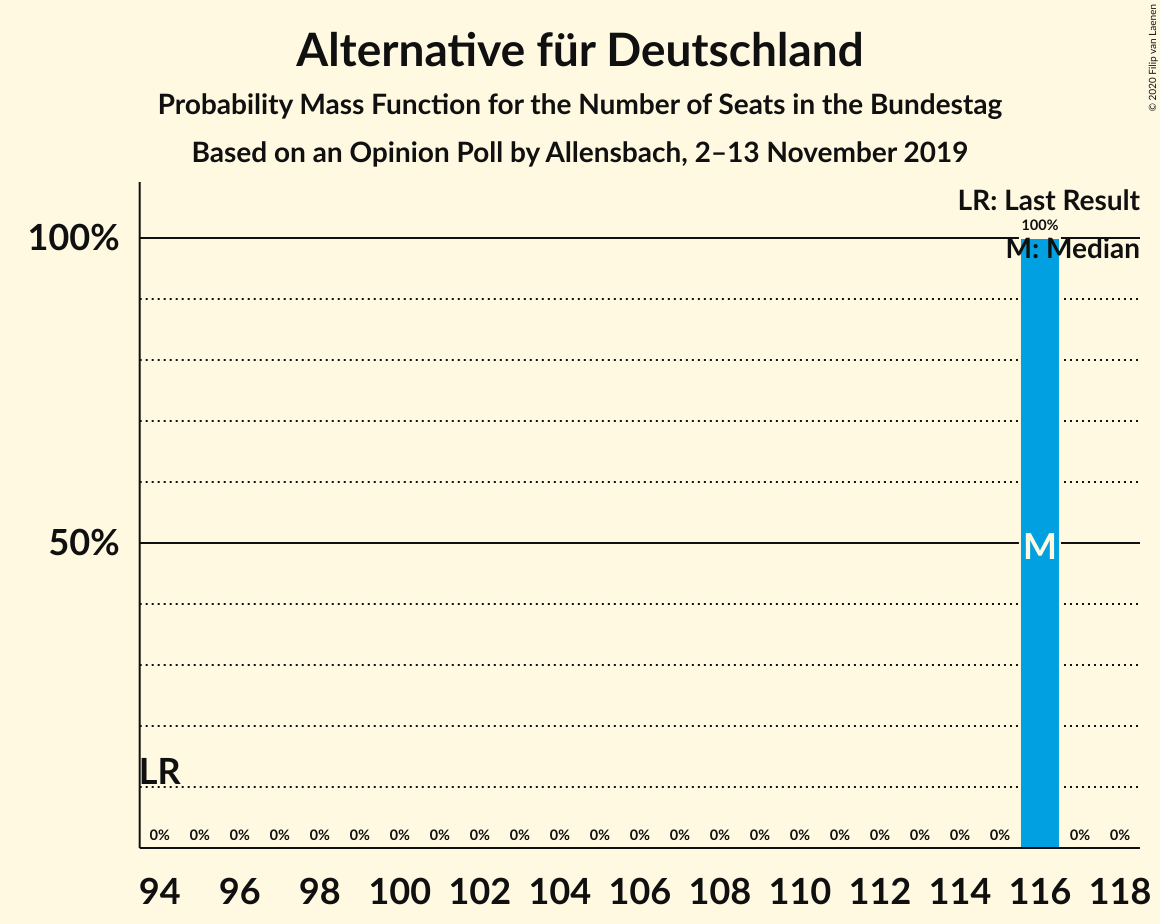 Alternative für Deutschland
Probability Mass Function for the Number of Seats in the Bundestag
Based on an Opinion Poll by Allensbach, 2–13 November 2019
© 2020 Filip van Laenen
LR: Last Result
100%
M: Median
100%
50%
M
LR
0% 0% 0% 0% 0% 0% 0% 0% 0% 0% 0% 0% 0% 0% 0% 0% 0% 0% 0% 0% 0% 0% 0% 0%
94 96 98 100 102 104 106 108 110 112 114 116 118